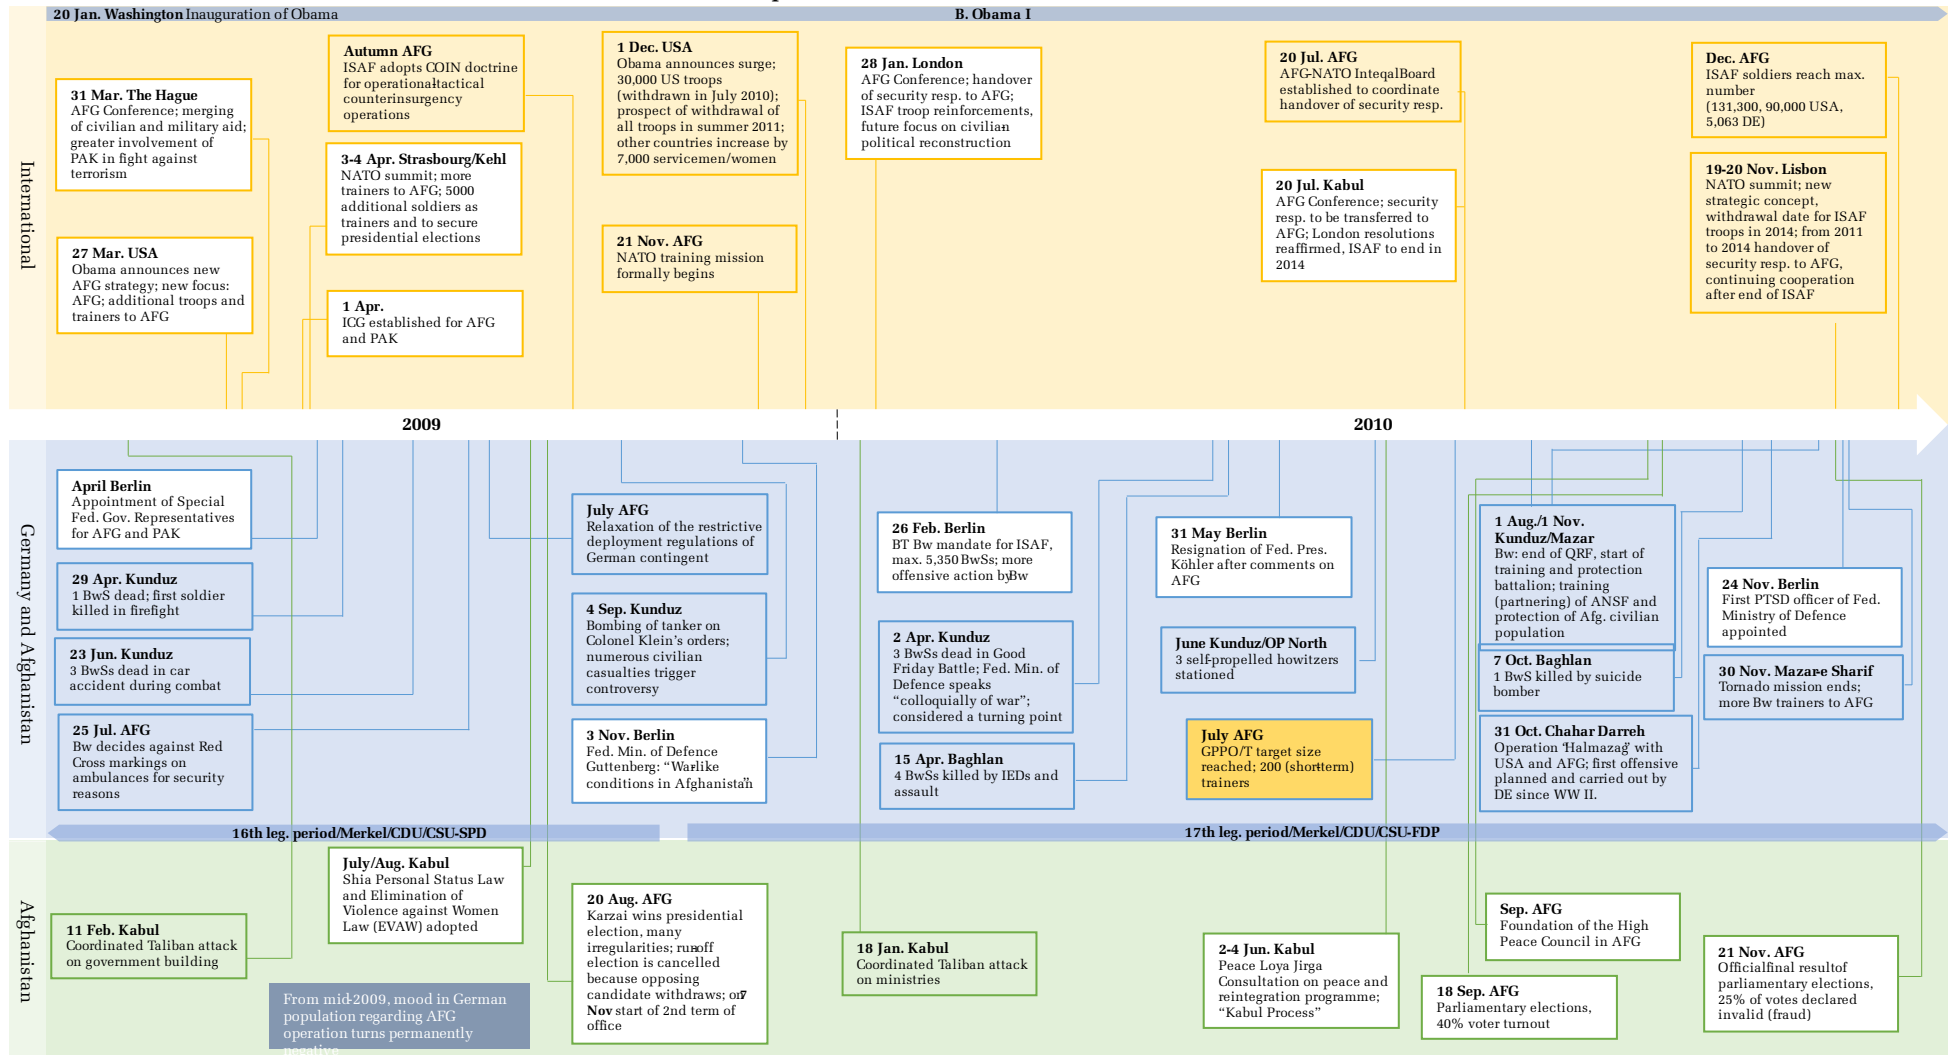 20 Jan. Washington Inauguration of Obama
B. Obama I
International
31 Mar. The Hague
AFG Conference; merging
of civilian and military aid;
greater involvement of
PAK in fight against
terrorism
27 Mar. USA
Obama announces new
AFG strategy; new focus:
AFG; additional troops and
trainers to AFG
Autumn AFG
ISAF adopts COIN doctrine
for operational-tactical
counterinsurgency
operations
3-4 Apr. Strasbourg/Kehl
NATO summit; more
trainers to AFG; 5000
additional soldiers as
trainers and to secure
presidential elections
1 Apr.
ICG established for AFG
and PAK
1 Dec. USA
Obama announces surge;
30,000 US troops
(withdrawn in July 2010);
prospect of withdrawal of
all troops in summer 2011;
other countries increase by
7,000 servicemen/women
21 Nov. AFG
NATO training mission
formally begins
28 Jan. London
AFG Conference; handover
of security resp. to AFG;
ISAF troop reinforcements,
future focus on civilian-
political reconstruction
20 Jul. AFG
AFG-NATO Inteqal Board
established to coordinate
handover of security resp.
20 Jul. Kabul
AFG Conference; security
resp. to be transferred to
AFG; London resolutions
reaffirmed, ISAF to end in
2014
Dec. AFG
ISAF soldiers reach max.
number
(131,300, 90,000 USA,
5,063 DE)
19-20 Nov. Lisbon
NATO summit; new
strategic concept,
withdrawal date for ISAF
troops in 2014; from 2011
to 2014 handover of
security resp. to AFG,
continuing cooperation
after end of ISAF
2009
2010
Germany and Afghanistan
April Berlin
Appointment of Special
Fed. Gov. Representatives
for AFG and PAK
29 Apr. Kunduz
1 BwS dead; first soldier
killed in firefight
23 Jun. Kunduz
3 BwSs dead in car
accident during combat
25 Jul. AFG
Bw decides against Red
Cross markings on
ambulances for security
reasons
July AFG
Relaxation of the restrictive
deployment regulations of
German contingent
4 Sep. Kunduz
Bombing of tanker on
Colonel Klein's orders;
numerous civilian
casualties trigger
controversy
3 Nov. Berlin
Fed. Min. of Defence
Guttenberg: “Warlike
conditions in Afghanistan”
26 Feb. Berlin
BT Bw mandate for ISAF,
max. 5,350 BwSs; more
offensive action by Bw
2 Apr. Kunduz
3 BwSs dead in Good
Friday Battle; Fed. Min. of
Defence speaks
“colloquially of war”;
considered a turning point
15 Apr. Baghlan
4 BwSs killed by IEDs and
assault
31 May Berlin
Resignation of Fed. Pres.
Köhler after comments on
AFG
June Kunduz/OP North
3 self-propelled howitzers
stationed
July AFG
GPPO/T target size
reached; 200 (short-term)
trainers
1 Aug./1 Nov.
Kunduz/Mazar
Bw: end of QRF, start of
training and protection
battalion; training
(partnering) of ANSF and
protection of Afg. civilian
population
7 Oct. Baghlan
1 BwS killed by suicide
bomber
31 Oct. Chahar Darreh
Operation ‘Halmazag’ with
USA and AFG; first offensive
planned and carried out by
DE since WW II.
24 Nov. Berlin
First PTSD officer of Fed.
Ministry of Defence
appointed
30 Nov. Mazar-e Sharif
Tornado mission ends;
more Bw trainers to AFG
16th leg. period/Merkel/CDU/CSU-SPD
17th leg. period/Merkel/CDU/CSU-FDP
Afghanistan
11 Feb. Kabul
Coordinated Taliban attack
on government building
July/Aug. Kabul
Shia Personal Status Law
and Elimination of
Violence against Women
Law (EVAW) adopted
From mid-2009, mood in German
population regarding AFG
operation turns permanently
negative
20 Aug. AFG
Karzai wins presidential
election, many
irregularities; run-off
election is cancelled
because opposing
candidate withdraws; on 7
Nov start of 2nd term of
office
18 Jan. Kabul
Coordinated Taliban attack
on ministries
2-4 Jun. Kabul
Peace Loya Jirga
Consultation on peace and
reintegration programme;
“Kabul Process”
Sep. AFG
Foundation of the High
Peace Council in AFG
18 Sep. AFG
Parliamentary elections,
40% voter turnout
21 Nov. AFG
Official final result of
parliamentary elections,
25% of votes declared
invalid (fraud)